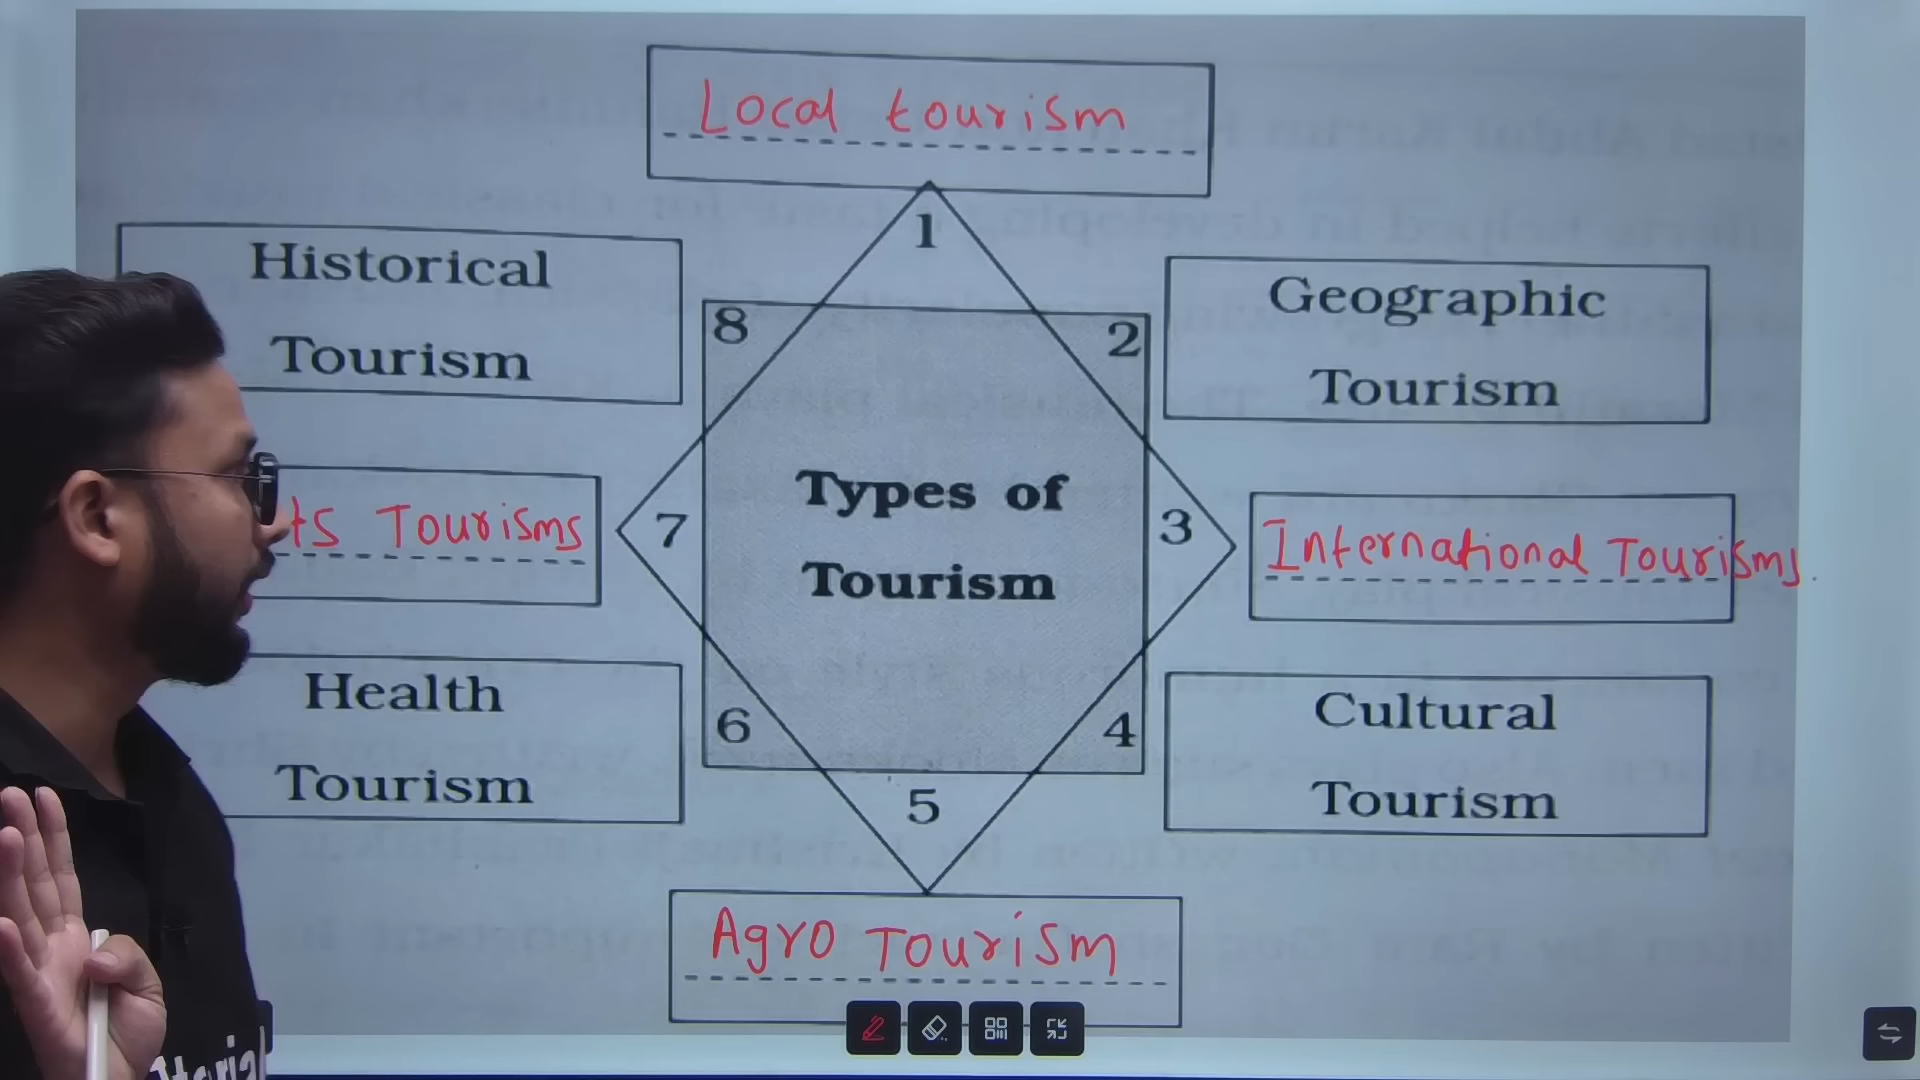 Local tourism
1
Historical
Tourism
8
2
Geographic
Tourism
Tourisms
7
Types of
Tourism
3
International Tourisms
Health
Tourism
6
4
Cultural
Tourism
5
Agro Tourism